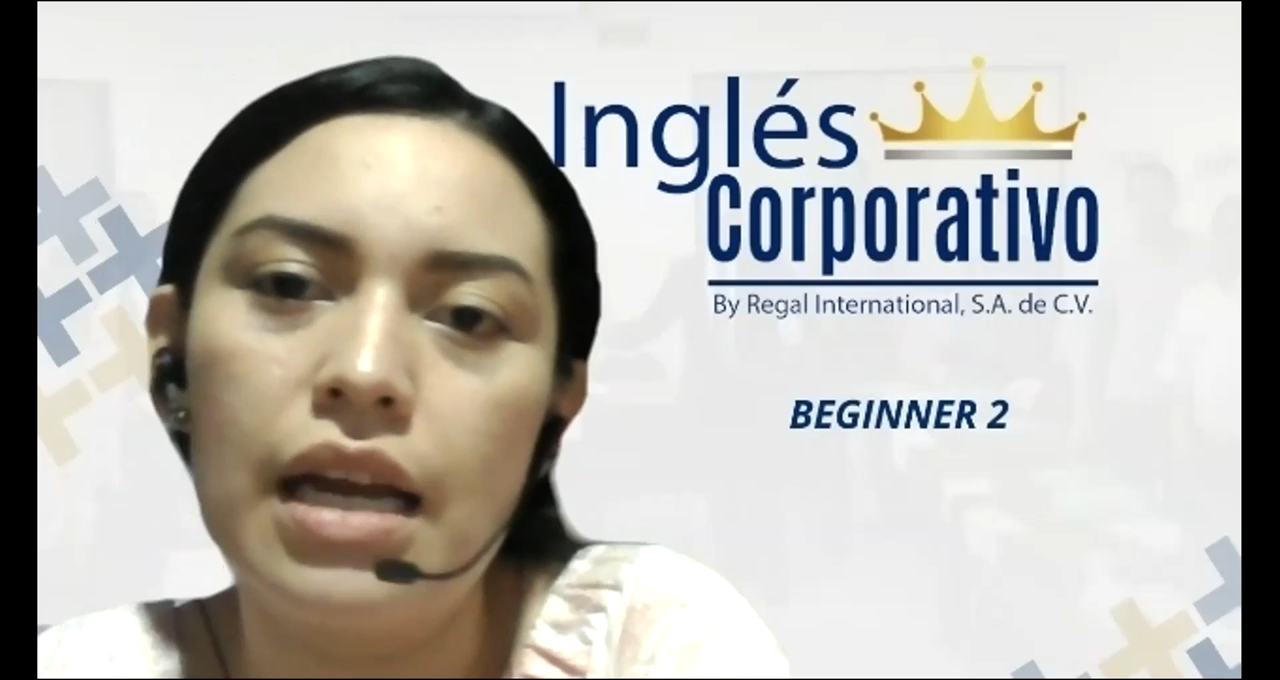 Inglés
Corporativo
By Regal International, S.A. de C.V.
BEGINNER 2